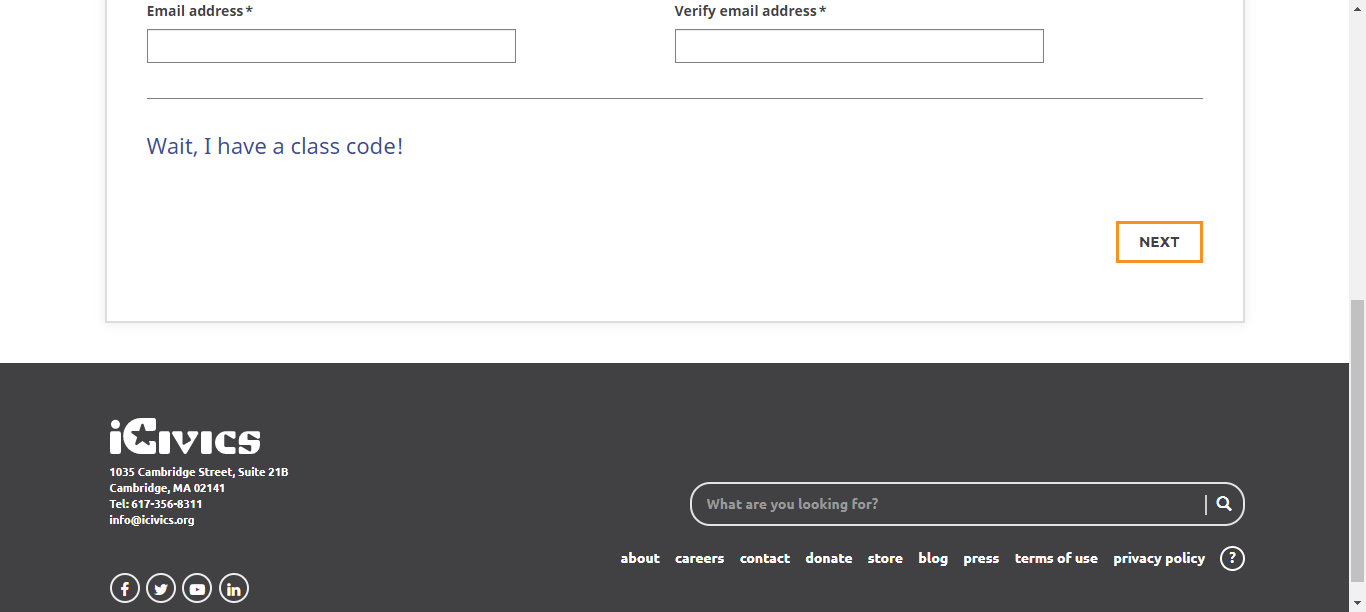 Email address*
Verify email address*
Wait, I have a class code!
NEXT
iCivics
1035 Cambridge Street, Suite 21B
Cambridge, MA 02141
Tel: 617-356-8311
info@icivics.org
What are you looking for?
about careers contact donate store blog press terms of use privacy policy ?